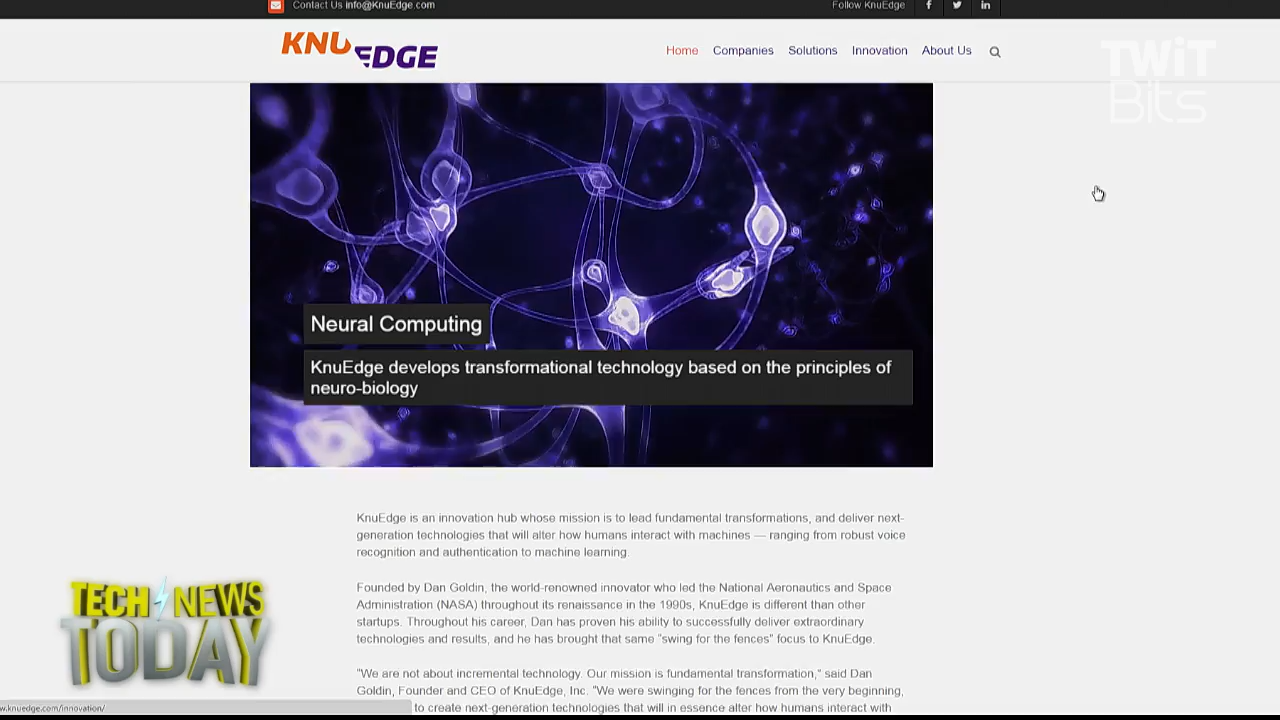 Contact Us info@KnuEdge.com
Follow KnuEdge
KNUEDGE
Home Companies Solutions Innovation About Us
TWiT
Bits
Neural Computing
KnuEdge develops transformational technology based on the principles of
neuro-biology
KnuEdge is an innovation hub whose mission is to lead fundamental transformations, and deliver next-
generation technologies that will alter how humans interact with machines — ranging from robust voice
recognition and authentication to machine learning.
Founded by Dan Goldin, the world-renowned innovator who led the National Aeronautics and Space
Administration (NASA) throughout its renaissance in the 1990s, KnuEdge is different than other
startups. Throughout his career, Dan has proven his ability to successfully deliver extraordinary
technologies and results, and he has brought that same "swing for the fences" focus to KnuEdge.
"We are not about incremental technology. Our mission is fundamental transformation," said Dan
Goldin, Founder and CEO of KnuEdge, Inc. "We were swinging for the fences from the very beginning,
to create next-generation technologies that will in essence alter how humans interact with
TECH NEWS
TODAY
w.knuedge.com/innovation/